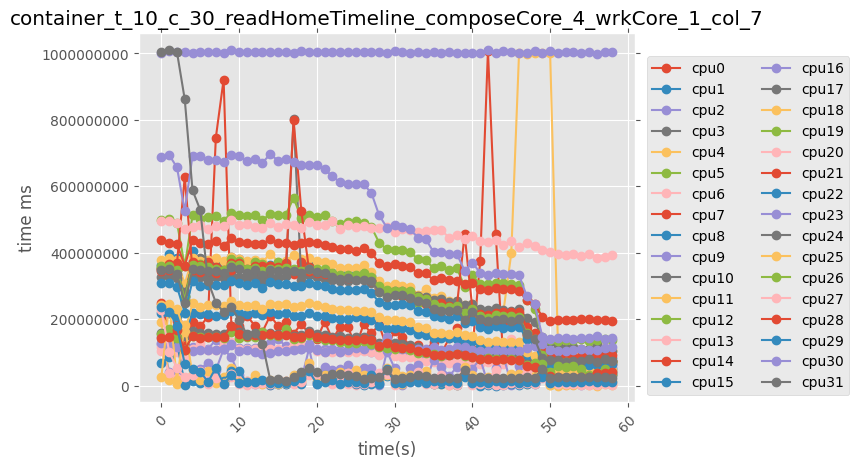 container_t_10_c_30_readHomeTimeline_composeCore_4_wrkCore_1_col_7
time ms
1000000000
800000000
600000000
400000000
200000000
0
0
10
20
30
40
50
60
time(s)
cpu0
cpu1
cpu2
cpu3
cpu4
cpu5
cpu6
cpu7
cpu8
cpu9
cpu10
cpu11
cpu12
cpu13
cpu14
cpu15
cpu16
cpu17
cpu18
cpu19
cpu20
cpu21
cpu22
cpu23
cpu24
cpu25
cpu26
cpu27
cpu28
cpu29
cpu30
cpu31